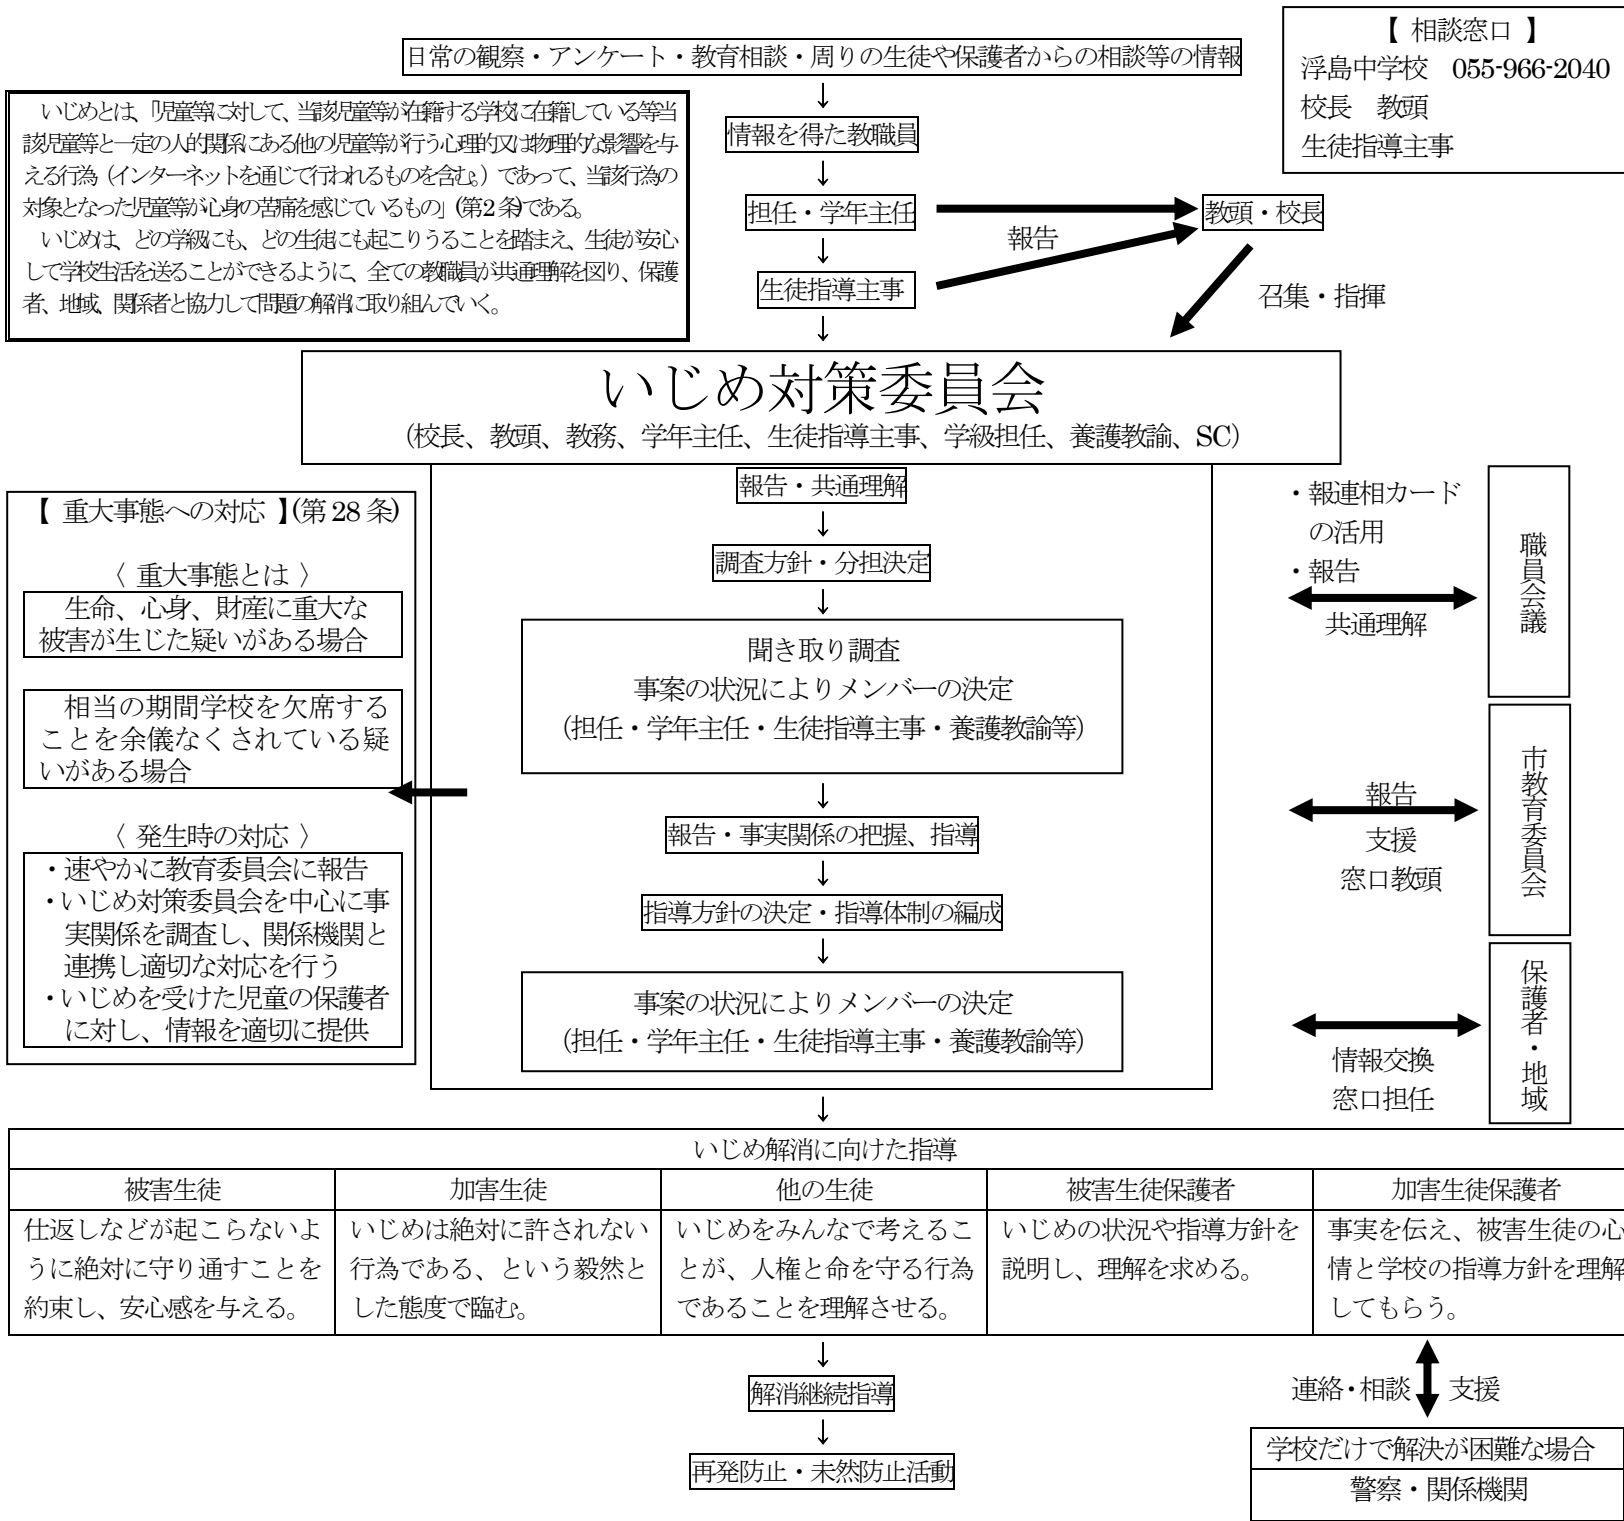 日常の観察・アンケート・教育相談・周りの生徒や保護者からの相談等の情報
【 相談窓口 】
浮島中学校　055-966-2040
校長　教頭
生徒指導主事
いじめとは、「児童等に対して、当該児童等が在籍する学校に在籍している等当
該児童等と一定の人的関係にある他の児童等が行う心理的又は物理的な影響を与
える行為（インターネットを通じて行われるものを含む。）であって、当該行為の
対象となった児童等が心身の苦痛を感じているもの」(第2条)である。
いじめは、どの学級にも、どの生徒にも起こりうることを踏まえ、生徒が安心
して学校生活を送ることができるように、全ての教職員が共通理解を図り、保護
者、地域、関係者と協力して問題の解消に取り組んでいく。
↓
情報を得た教職員
↓
担任・学年主任
報告
教頭・校長
↓
生徒指導主事
召集・指揮
↓
いじめ対策委員会
(校長、教頭、教務、学年主任、生徒指導主事、学級担任、養護教諭、SC)
報告・共通理解
↓
調査方針・分担決定
↓
聞き取り調査
事案の状況によりメンバーの決定
(担任・学年主任・生徒指導主事・養護教諭等)
↓
報告・事実関係の把握、指導
↓
指導方針の決定・指導体制の編成
↓
事案の状況によりメンバーの決定
(担任・学年主任・生徒指導主事・養護教諭等)
【 重大事態への対応 】(第28条)
〈 重大事態とは 〉
生命、心身、財産に重大な
被害が生じた疑いがある場合
相当の期間学校を欠席する
ことを余儀なくされている疑
いがある場合
〈 発生時の対応 〉
・速やかに教育委員会に報告
・いじめ対策委員会を中心に事
実関係を調査し、関係機関と
連携し適切な対応を行う
・いじめを受けた児童の保護者
に対し、情報を適切に提供
・報連相カード
の活用
・報告
共通理解
職員会議
報告
支援
窓口教頭
市教育委員会
情報交換
窓口担任
保護者・地域
↓
いじめ解消に向けた指導
被害生徒
仕返しなどが起こらないよ
うに絶対に守り通すことを
約束し、安心感を与える。
加害生徒
いじめは絶対に許されない
行為である、という毅然と
した態度で臨む。
他の生徒
いじめをみんなで考えるこ
とが、人権と命を守る行為
であることを理解させる。
被害生徒保護者
いじめの状況や指導方針を
説明し、理解を求める。
加害生徒保護者
事実を伝え、被害生徒の心
情と学校の指導方針を理解
してもらう。
↓
解消継続指導
↓
再発防止・未然防止活動
連絡・相談　支援
学校だけで解決が困難な場合
警察・関係機関